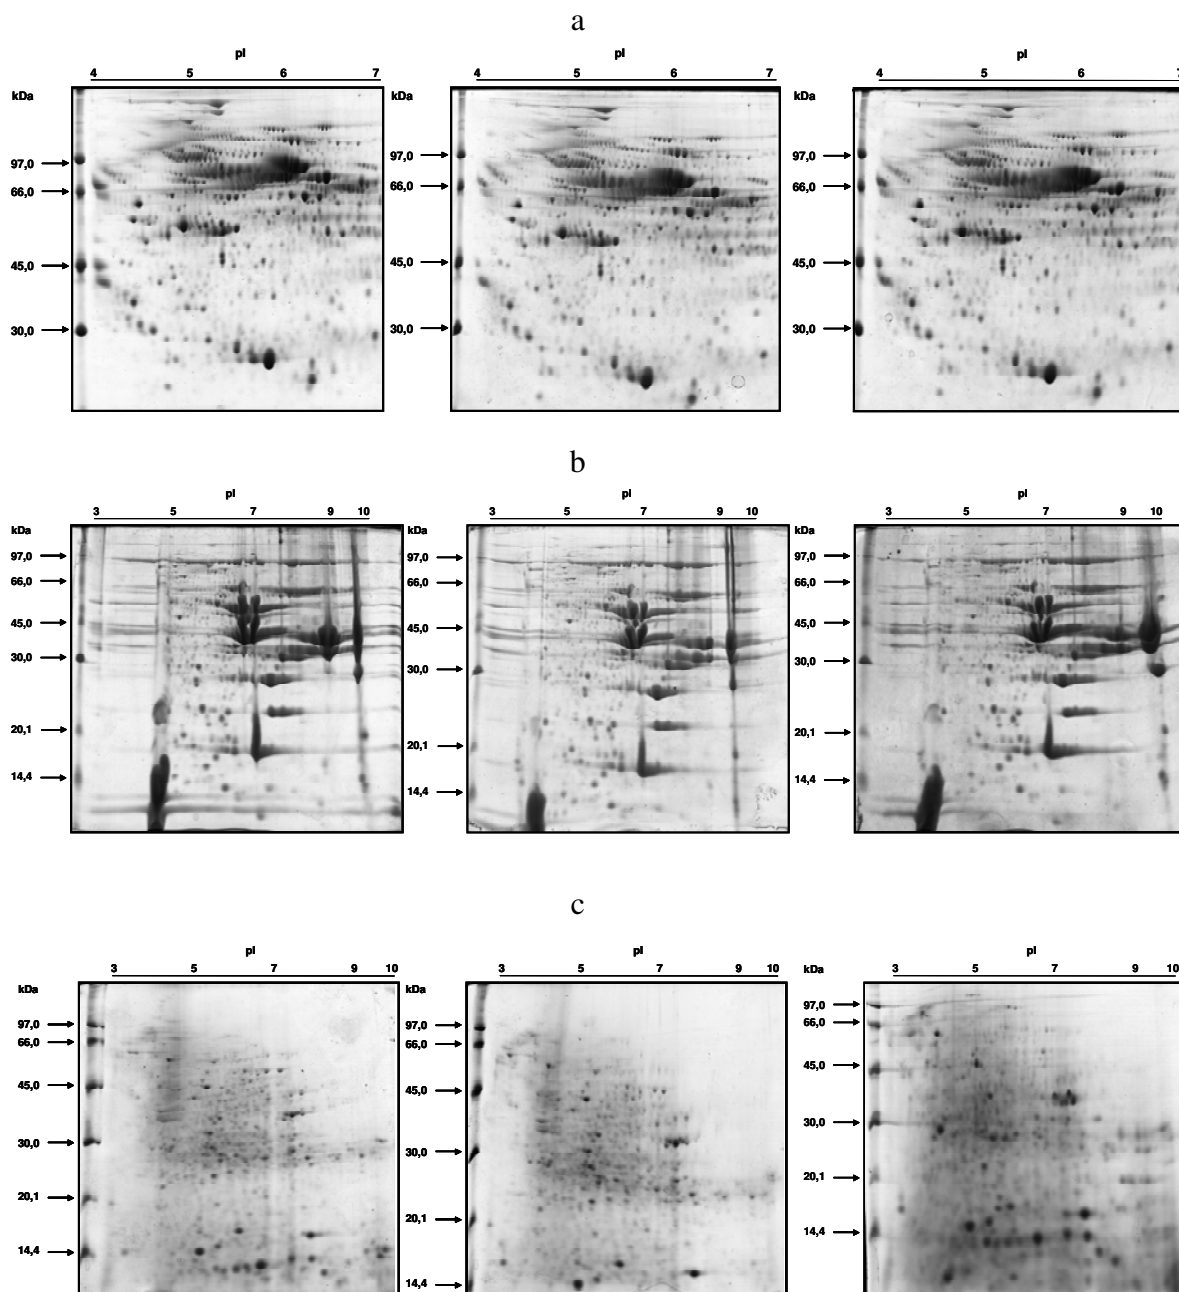 a
pI pI pI
4 5 6 7 4 5 6 7 4 5 6 7
kDa kDa kDa
97,0 97,0 97,0
66,0 66,0 66,0
45,0 45,0 45,0
30,0 30,0 30,0
b
pI pI pI
3 5 7 9 10 3 5 7 9 10 3 5 7 9 10
kDa kDa kDa
97,0 97,0 97,0
66,0 66,0 66,0
45,0 45,0 45,0
30,0 30,0 30,0
20,1 20,1 20,1
14,4 14,4 14,4
c
pI pI pI
3 5 7 9 10 3 5 7 9 10 3 5 7 9 10
kDa kDa kDa
97,0 97,0 97,0
66,0 66,0 66,0
45,0 45,0 45,0
30,0 30,0 30,0
20,1 20,1 20,1
14,4 14,4 14,4